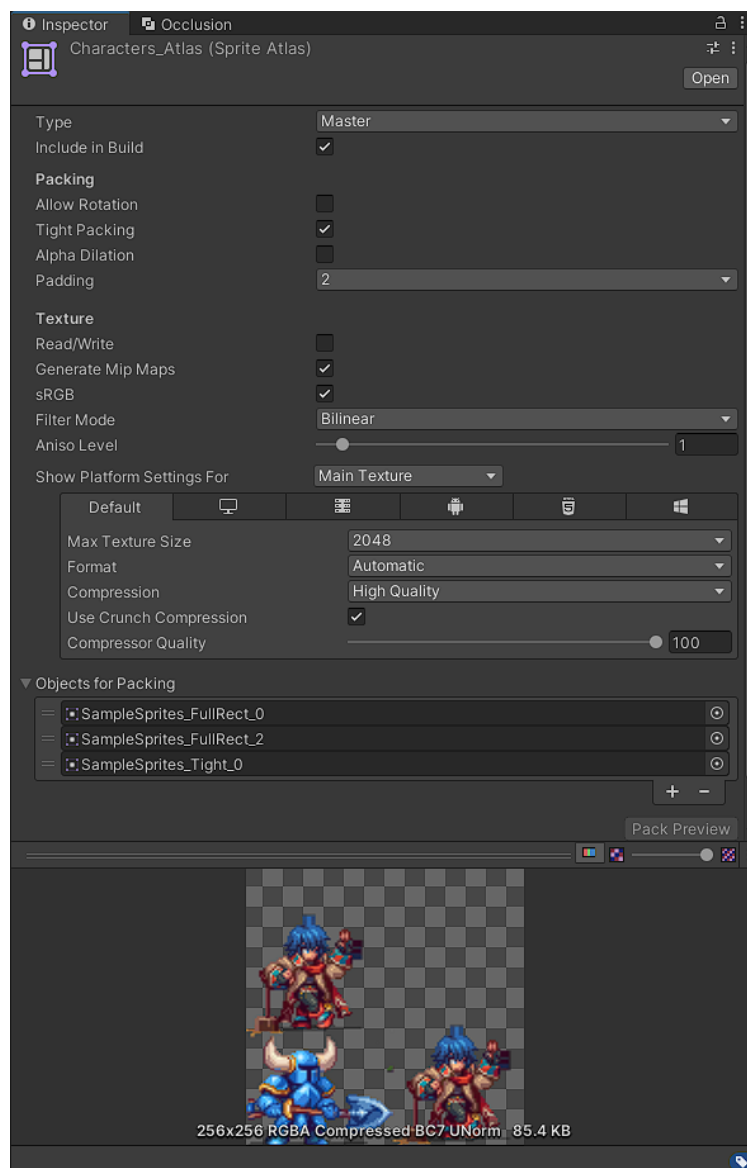 Inspector Occlusion
Characters_Atlas (Sprite Atlas)
Open
Type Master
Include in Build
Packing
Allow Rotation
Tight Packing
Alpha Dilation
Padding 2
Texture
Read/Write
Generate Mip Maps
sRGB
Filter Mode Bilinear
Aniso Level 1
Show Platform Settings For Main Texture
Default
Max Texture Size 2048
Format Automatic
Compression High Quality
Use Crunch Compression
Compressor Quality 100
Objects for Packing
SampleSprites_FullRect_0
SampleSprites_FullRect_2
SampleSprites_Tight_0
Pack Preview
256x256 RGBA Compressed BC7 UNorm 85.4 KB